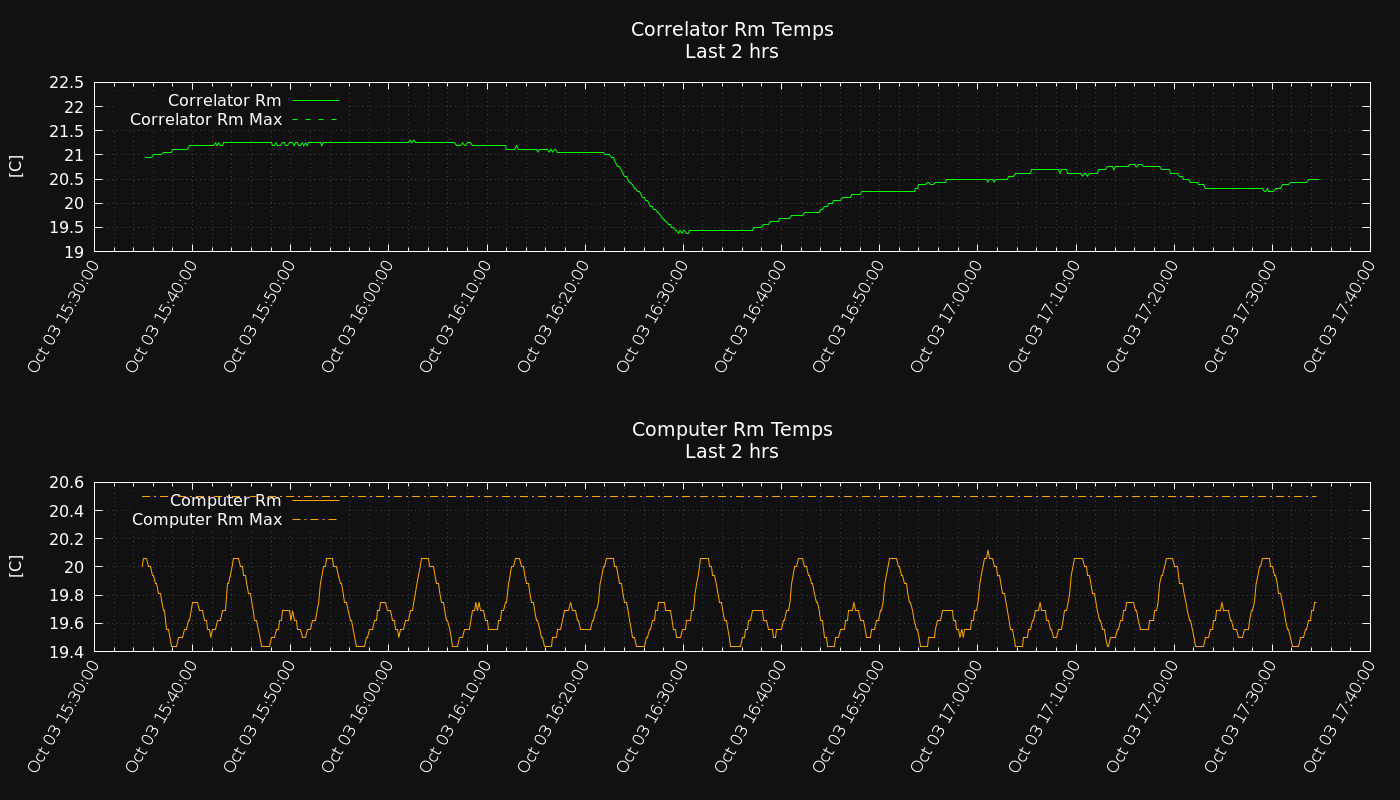 Correlator Rm Temps
Last 2 hrs
22.5
22
21.5
21
20.5
20
19.5
19
[C]
Correlator Rm
Correlator Rm Max
Oct 03 15:30:00
Oct 03 15:40:00
Oct 03 15:50:00
Oct 03 16:00:00
Oct 03 16:10:00
Oct 03 16:20:00
Oct 03 16:30:00
Oct 03 16:40:00
Oct 03 16:50:00
Oct 03 17:00:00
Oct 03 17:10:00
Oct 03 17:20:00
Oct 03 17:30:00
Oct 03 17:40:00
Computer Rm Temps
Last 2 hrs
20.6
20.4
20.2
20
19.8
19.6
19.4
[C]
Computer Rm
Computer Rm Max
Oct 03 15:30:00
Oct 03 15:40:00
Oct 03 15:50:00
Oct 03 16:00:00
Oct 03 16:10:00
Oct 03 16:20:00
Oct 03 16:30:00
Oct 03 16:40:00
Oct 03 16:50:00
Oct 03 17:00:00
Oct 03 17:10:00
Oct 03 17:20:00
Oct 03 17:30:00
Oct 03 17:40:00